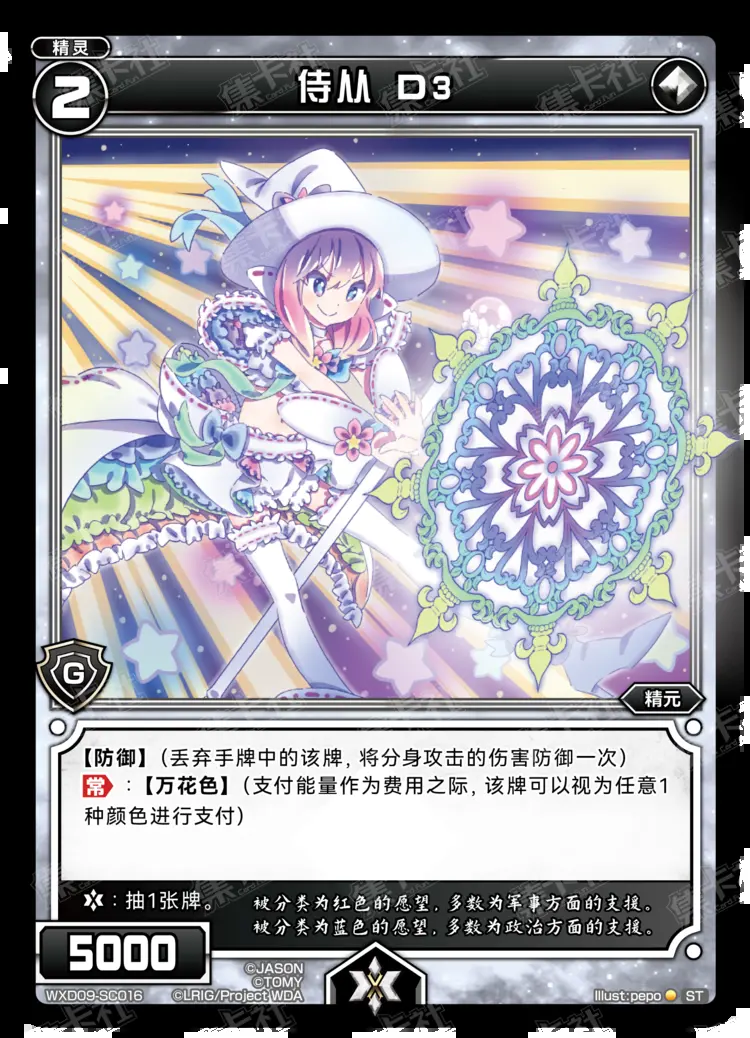 精灵
2
侍从 D3
G
精元
【防御】（丢弃手牌中的该牌, 将分身攻击的伤害防御一次）
常 :【万花色】（支付能量作为费用之际, 该牌可以视为任意1
种颜色进行支付）
: 抽1张牌。
被分类为红色的愿望, 多数为军事方面的支援。
被分类为蓝色的愿望, 多数为政治方面的支援。
5000
©JASON
©TOMY
WXD09-SC016 ©LRIG/Project WDA Illust:pepo ST
集卡社